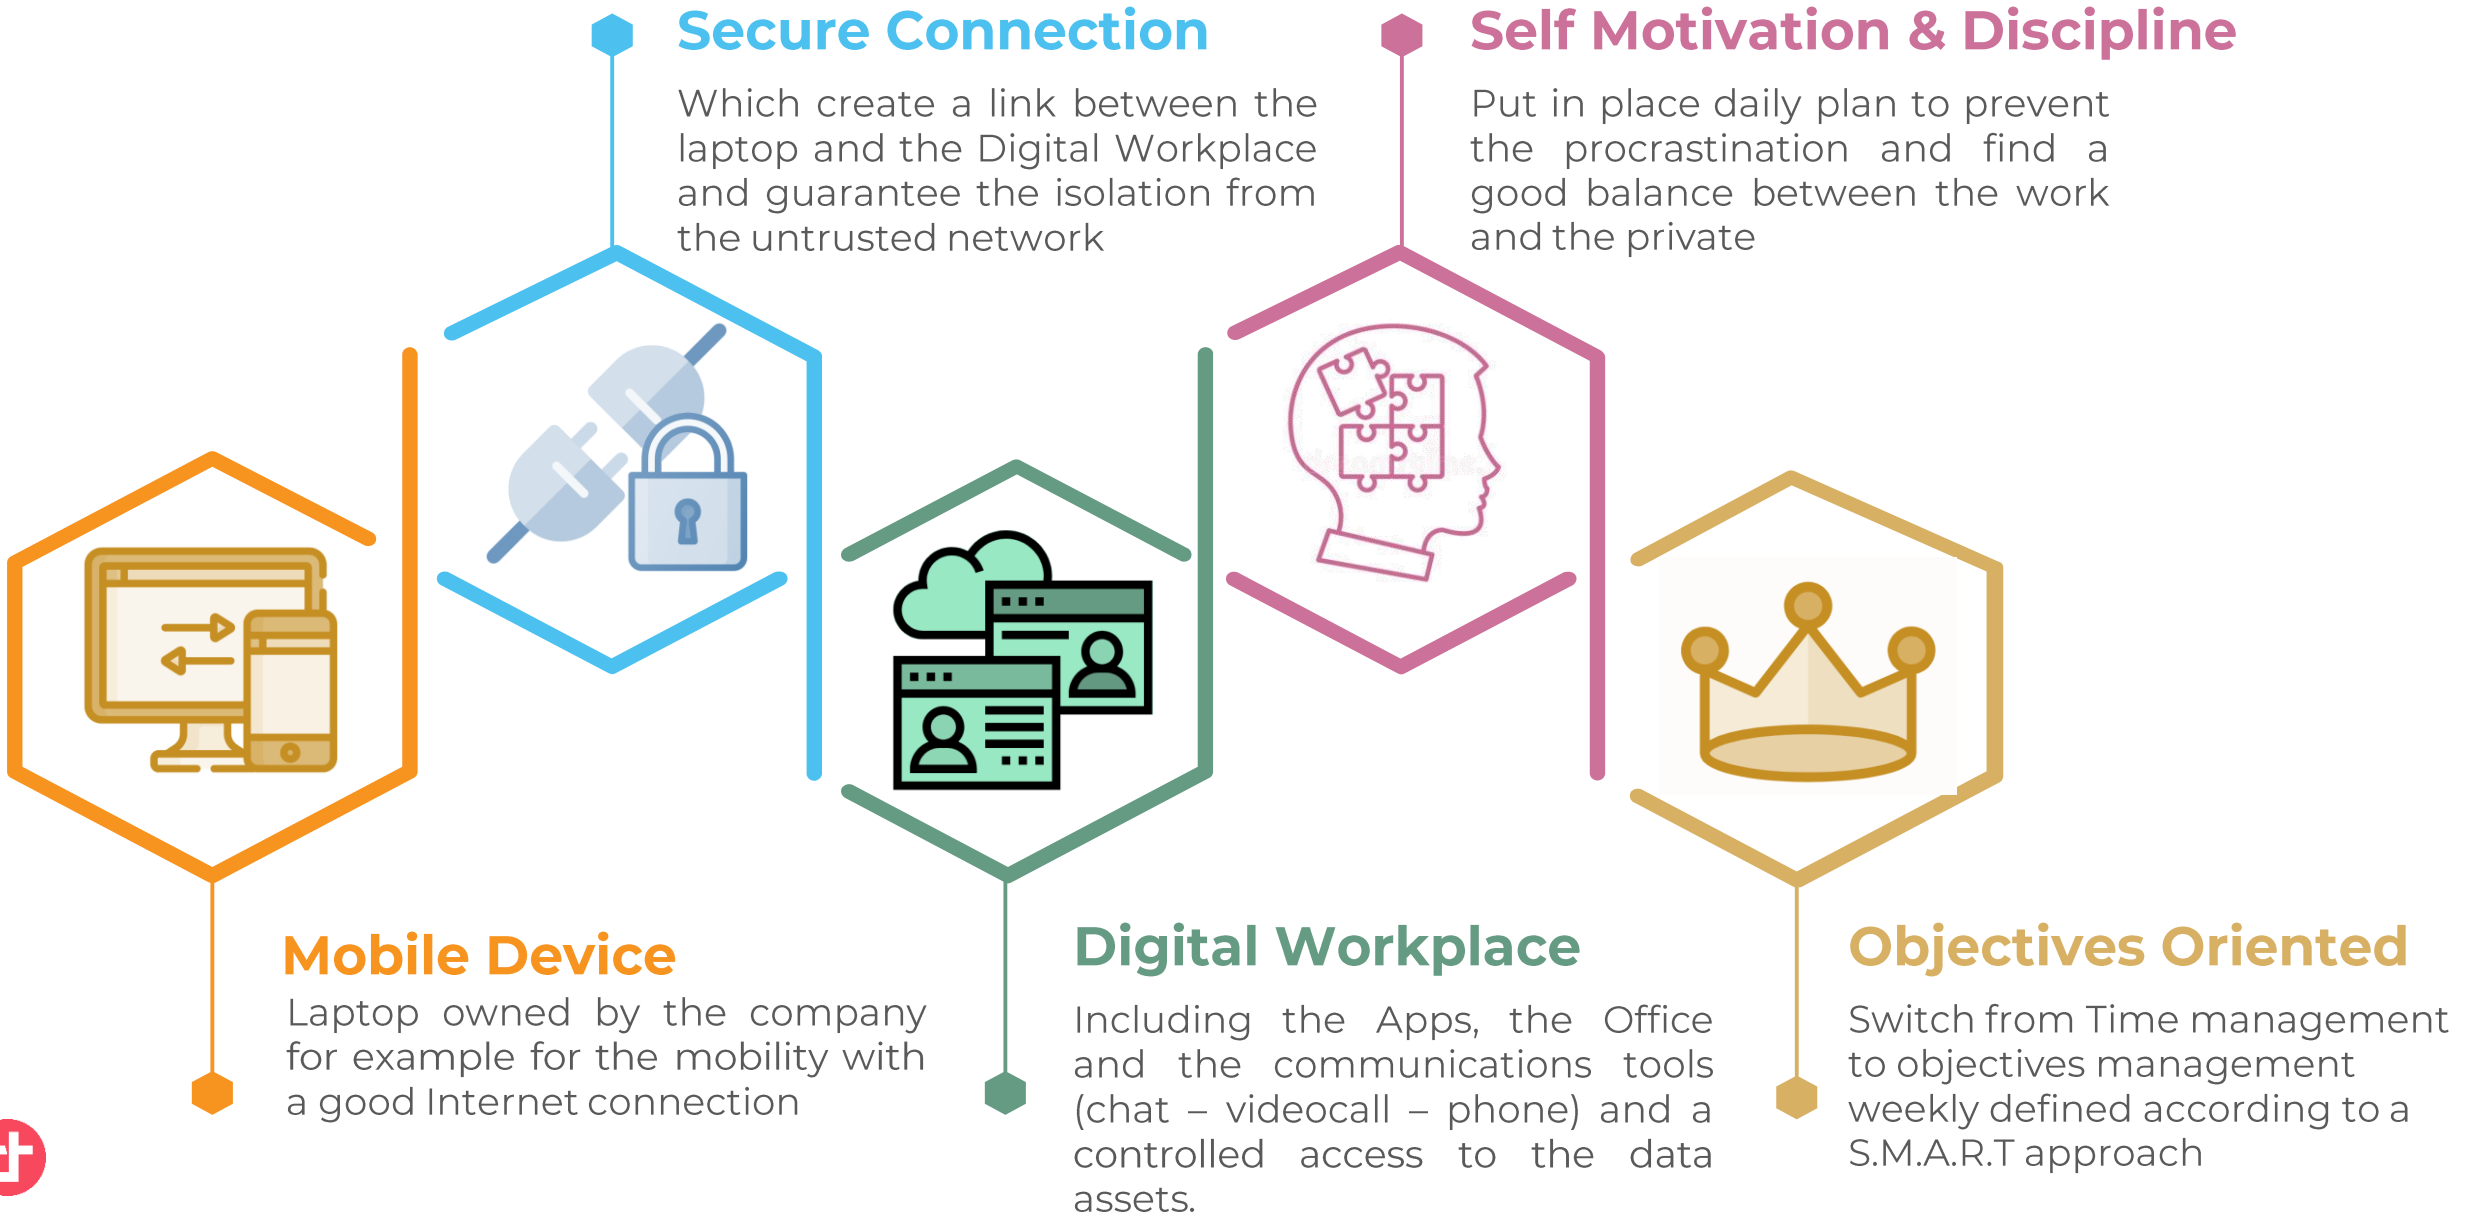 Secure Connection
Which create a link between the
laptop and the Digital Workplace
and guarantee the isolation from
the untrusted network
Self Motivation & Discipline
Put in place daily plan to prevent
the procrastination and find a
good balance between the work
and the private
Mobile Device
Laptop owned by the company
for example for the mobility with
a good Internet connection
Digital Workplace
Including the Apps, the Office
and the communications tools
(chat – videocall – phone) and a
controlled access to the data
assets.
Objectives Oriented
Switch from Time management
to objectives management
weekly defined according to a
S.M.A.R.T approach